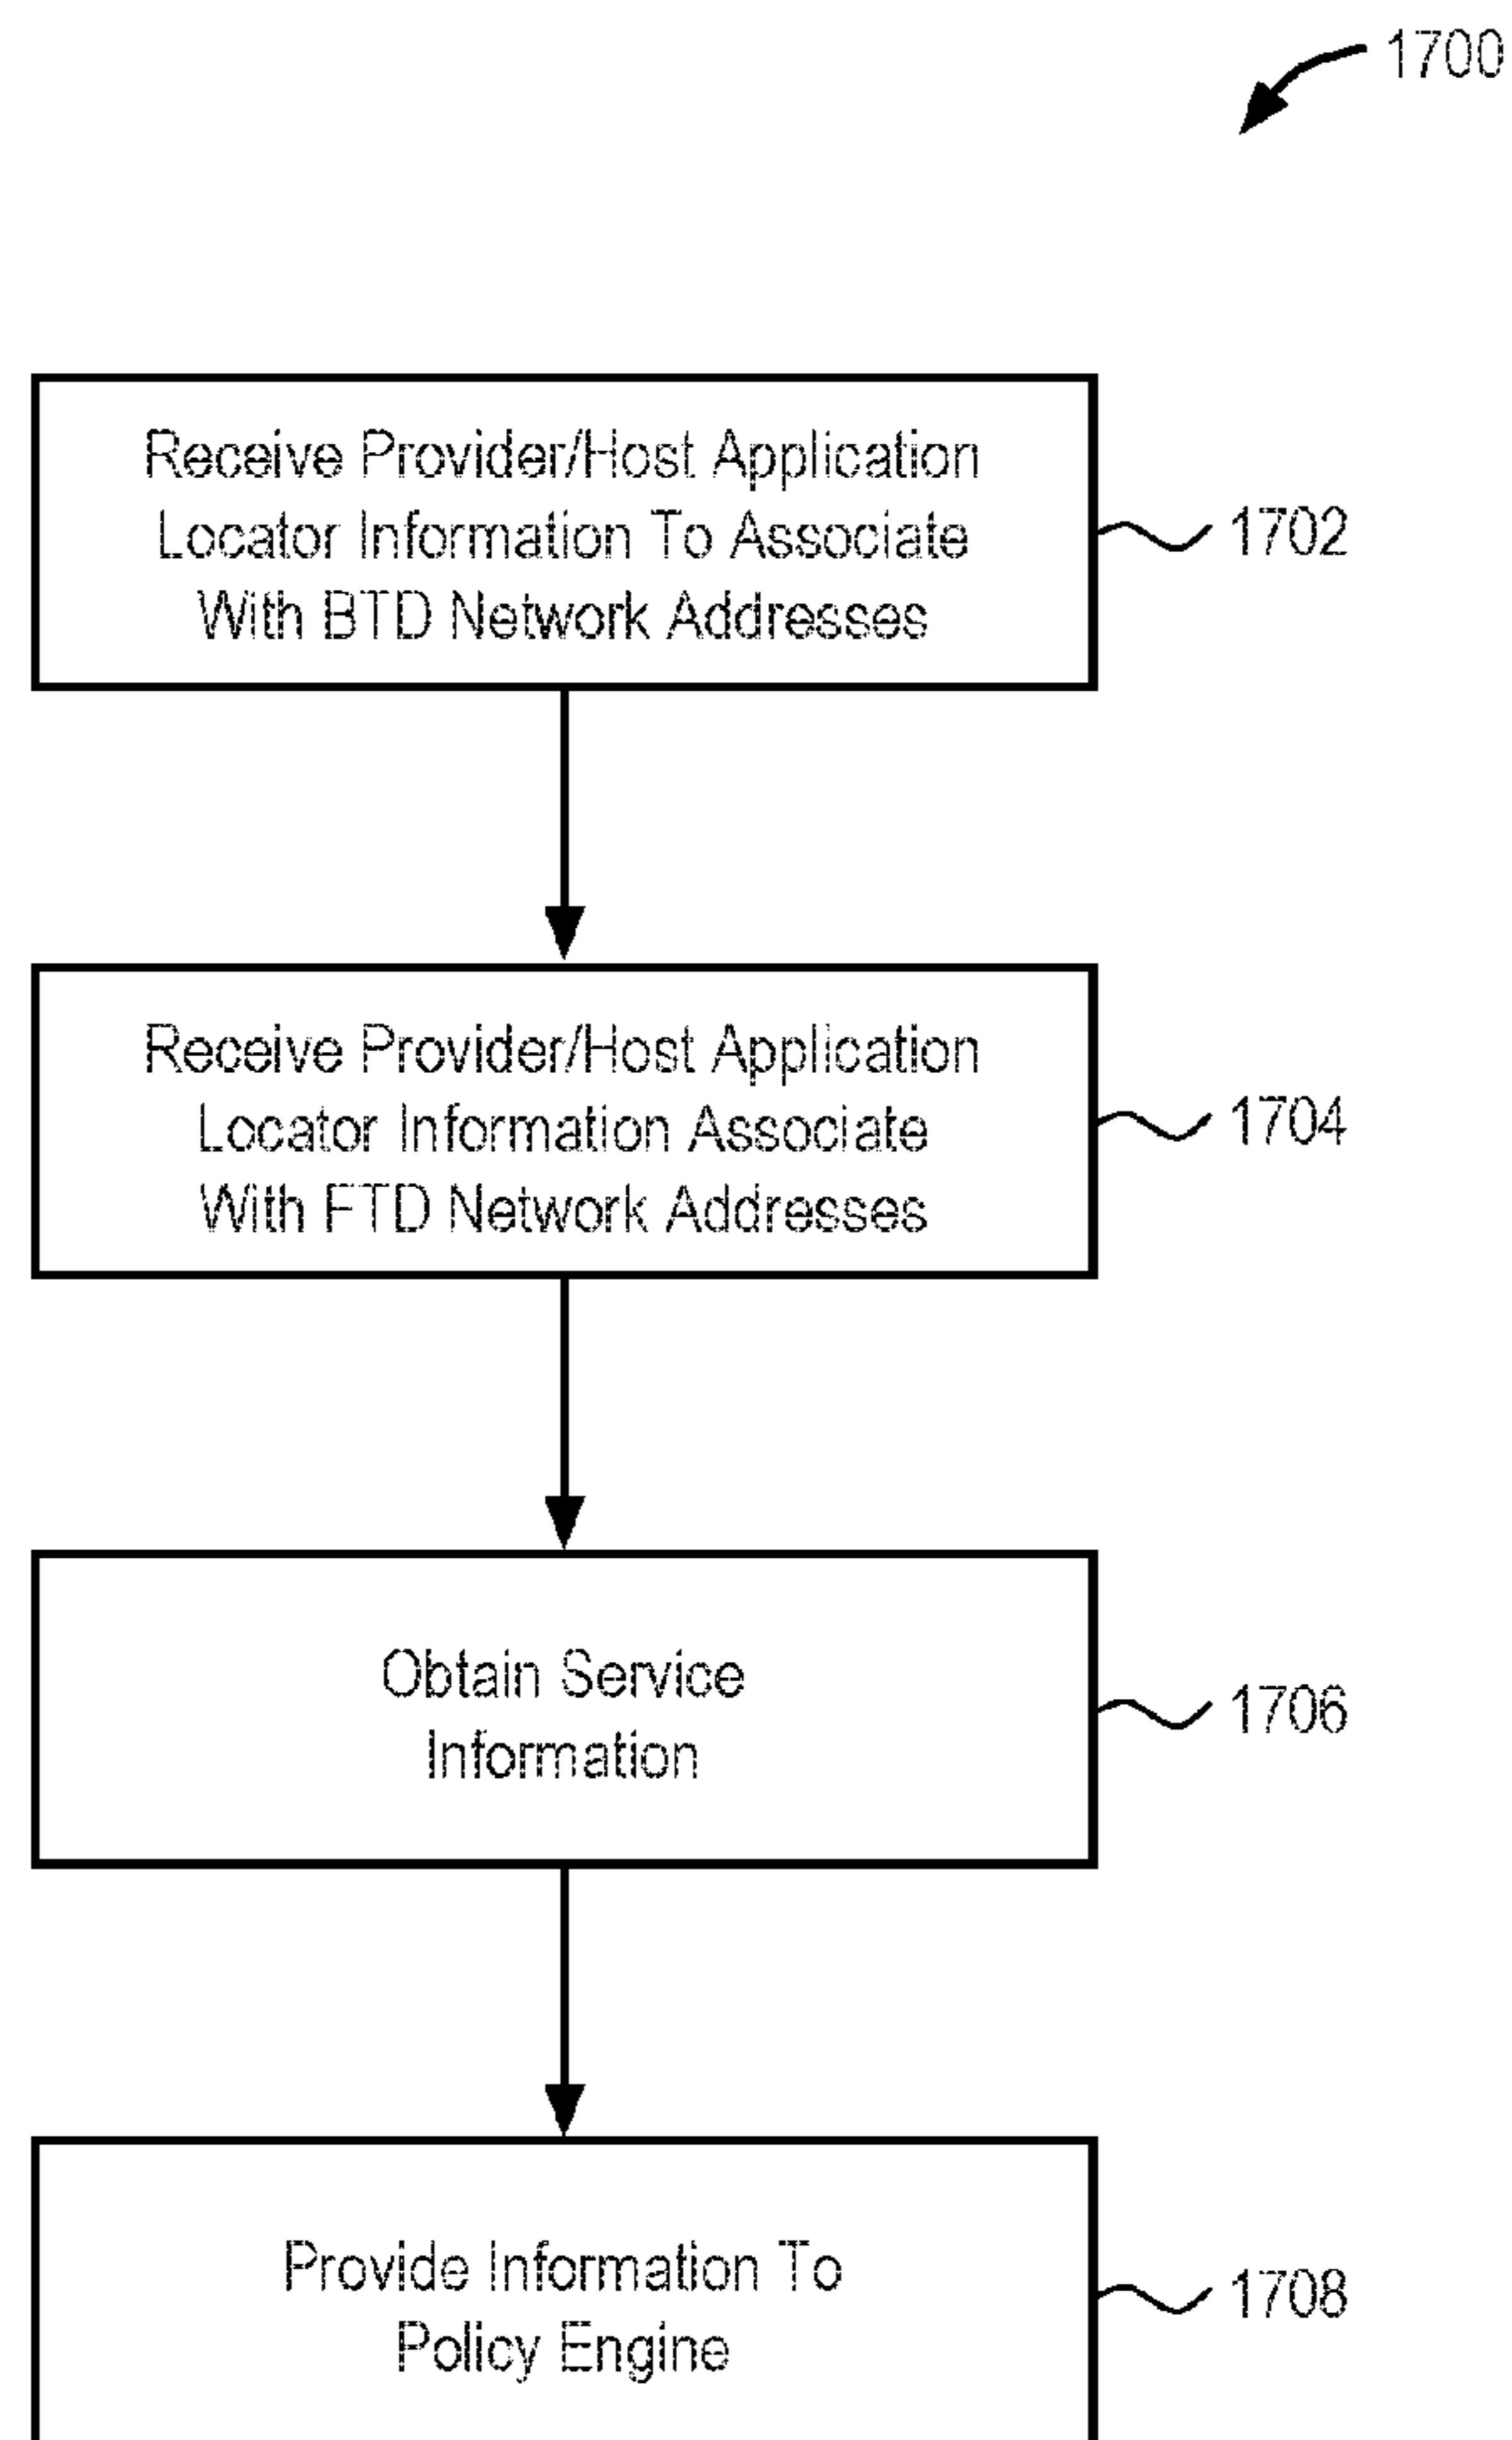 1700
Receive Provider/Host Application
Locator Information To Associate
With BTD Network Addresses
1702
Receive Provider/Host Application
Locator Information Associate
With FTD Network Addresses
1704
Obtain Service
Information
1706
Provide Information To
Policy Engine
1708